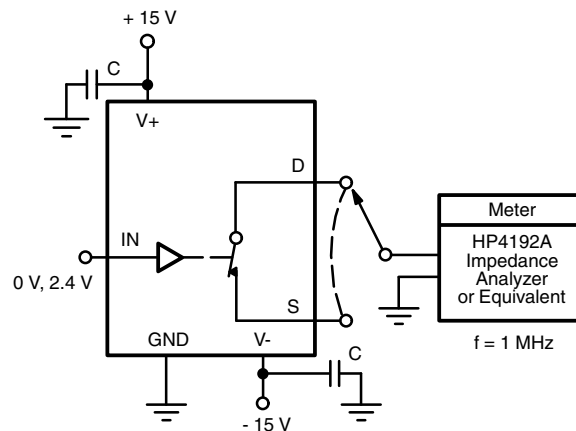 + 15 V
C
V+
D
Meter
IN
HP4192A
Impedance
Analyzer
or Equivalent
0 V, 2.4 V
S
GND
V-
C
f = 1 MHz
- 15 V